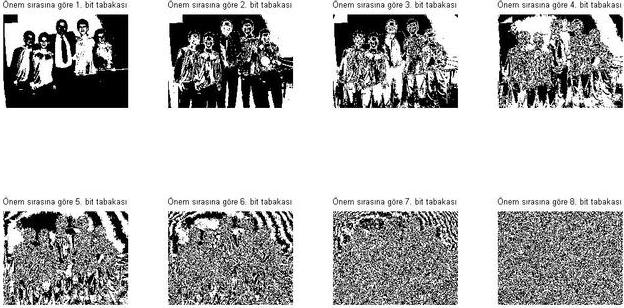 Önem sırasına göre 1. bit tabakası
Önem sırasına göre 2. bit tabakası
Önem sırasına göre 3. bit tabakası
Önem sırasına göre 4. bit tabakası
Önem sırasına göre 5. bit tabakası
Önem sırasına göre 6. bit tabakası
Önem sırasına göre 7. bit tabakası
Önem sırasına göre 8. bit tabakası